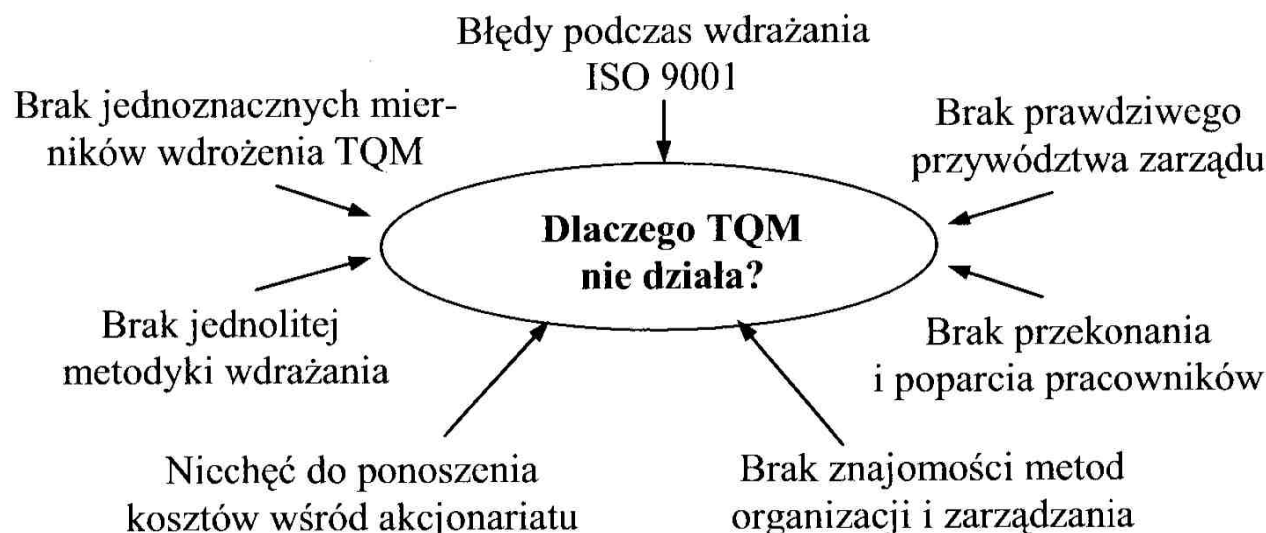 Błędy podczas wdrażania
ISO 9001
Brak jednoznacznych mier-
ników wdrożenia TQM
Brak prawdziwego
przywództwa zarządu
Dlaczego TQM
nie działa?
Brak jednolitej
metodyki wdrażania
Brak przekonania
i poparcia pracowników
Niechęć do ponoszenia
kosztów wśród akcjonariatu
Brak znajomości metod
organizacji i zarządzania